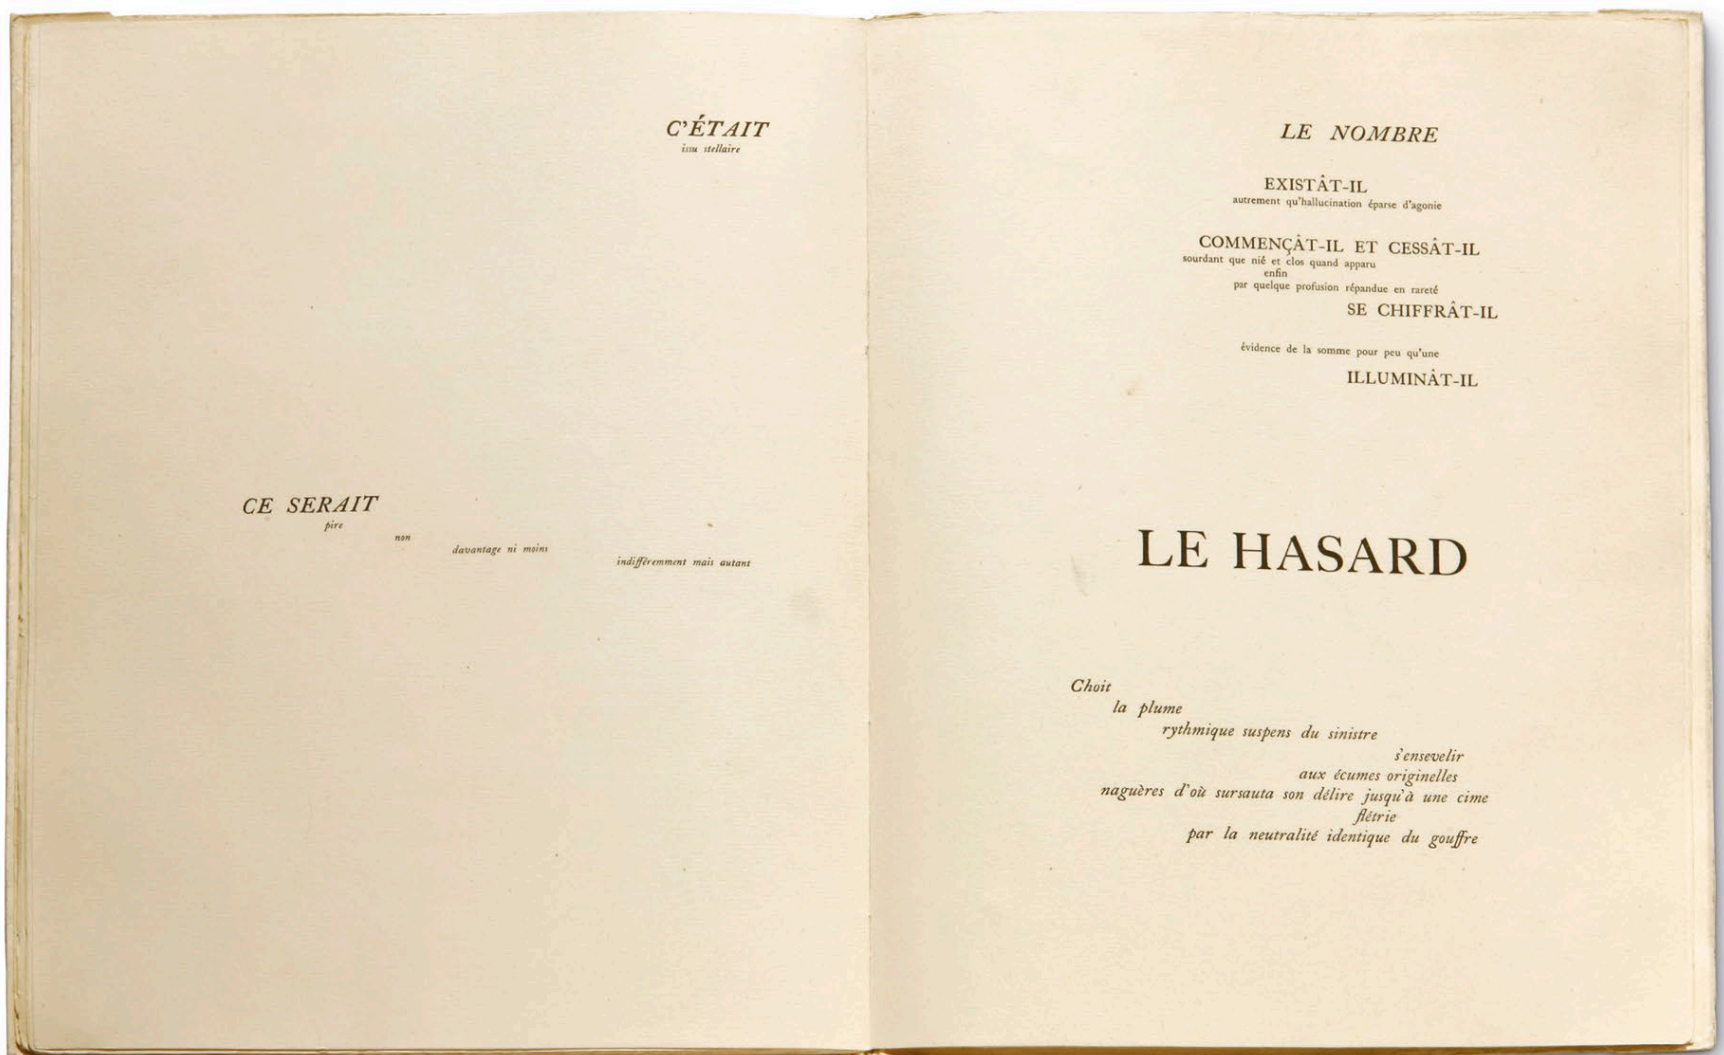 C'ÉTAIT
issu stellaire
CE SERAIT
pire
non
davantage ni moins
indifféremment mais autant
LE NOMBRE
EXISTÂT-IL
autrement qu'hallucination éparse d'agonie
COMMENÇÂT-IL ET CESSÂT-IL
sourdant que nié et clos quand apparu
enfin
par quelque profusion répandue en rareté
SE CHIFFRÂT-IL
évidence de la somme pour peu qu'une
ILLUMINÂT-IL
LE HASARD
Choit
la plume
rythmique suspens du sinistre
s'ensevelir
aux écumes originelles
naguères d'où sursauta son délire jusqu'à une cime
flétrie
par la neutralité identique du gouffre